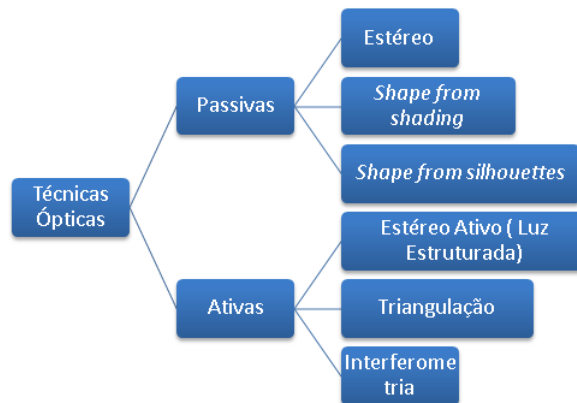 Técnicas
Ópticas
Passivas
Estéreo
Shape from
shading
Shape from silhouettes
Ativas
Estéreo Ativo ( Luz
Estruturada)
Triangulação
Interferome
tria